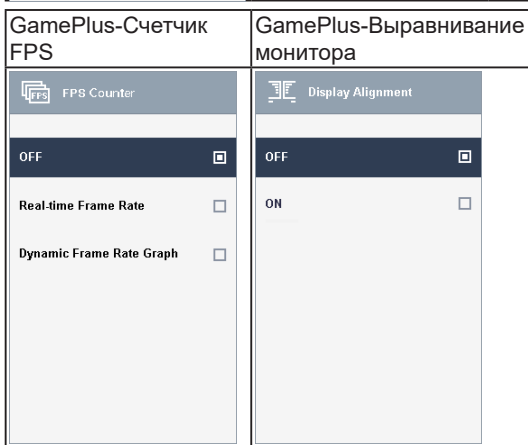 GamePlus-Счетчик
FPS
GamePlus-Выравнивание
монитора
FPS
FPS Counter
OFF
Real-time Frame Rate
Dynamic Frame Rate Graph
Display Alignment
OFF
ON